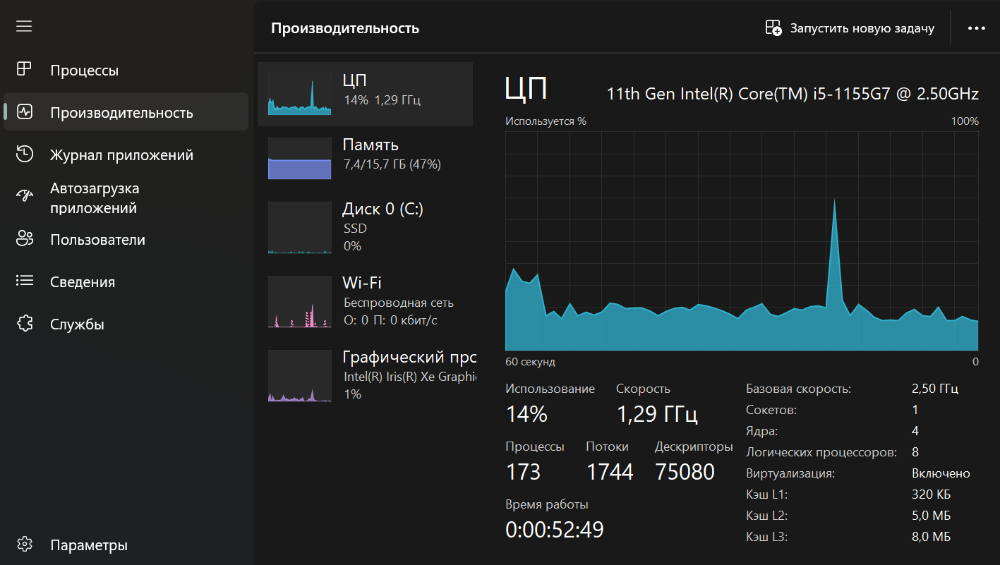 Производительность
Запустить новую задачу
Процессы
Производительность
Журнал приложений
Автозагрузка
приложений
Пользователи
Сведения
Службы
Параметры
ЦП
14% 1,29 ГГц
Память
7,4/15,7 ГБ (47%)
Диск 0 (C:)
SSD
0%
Wi-Fi
Беспроводная сеть
О: 0 П: 0 кбит/с
Графический прс
Intel(R) Iris(R) Xe Graphi
1%
ЦП
11th Gen Intel(R) Core(TM) i5-1155G7 @ 2.50GHz
Используется %
100%
60 секунд
0
Использование
14%
Скорость
1,29 ГГц
Процессы
173
Потоки
1744
Дескрипторы
75080
Время работы
0:00:52:49
Базовая скорость: 2,50 ГГц
Сокетов: 1
Ядра: 4
Логических процессоров: 8
Виртуализация: Включено
Кэш L1: 320 КБ
Кэш L2: 5,0 МБ
Кэш L3: 8,0 МБ